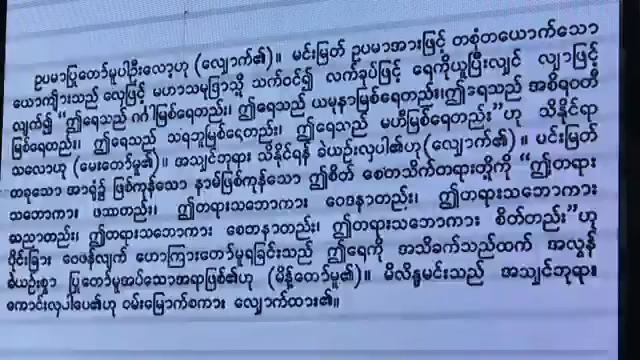 ဥပမာပြုတော်မူပါဦးလော့ဟု (လျှောက်၏)။ မင်းမြတ် ဥပမာအားဖြင့် တစုံတယောက်သော
ယောကျ်ားသည် လှေဖြင့် မဟာသမုဒြာသို့ သက်ဝင်၍ လက်ခုပ်ဖြင့် ရေကိုယူပြီးလျှင် လျှာဖြင့်
လျက်၍ “ဤရေသည် ဂင်္ဂါမြစ်ရေတည်း၊ ဤရေသည် ယမုနာမြစ်ရေတည်း၊ ဤရေသည် အစိရဝတီ
မြစ်ရေတည်း၊ ဤရေသည် သရဘူမြစ်ရေတည်း၊ ဤရေသည် မဟီမြစ်ရေတည်း”ဟု သိနိုင်ရာ
သလောဟု (မေးတော်မူ၏)။ အသျှင်ဘုရား သိနိုင်ရန် ခဲယဉ်းလှပါ၏ဟု (လျှောက်၏)။ မင်းမြတ်
တခုသော အာရုံ၌ ဖြစ်ကုန်သော နာမ်ဖြစ်ကုန်သော ဤစိတ် စေတသိက်တရားတို့ကို “ဤတရား
သဘောကား ဖဿတည်း၊ ဤတရားသဘောကား ဝေဒနာတည်း၊ ဤတရားသဘောကား
သညာတည်း၊ ဤတရားသဘောကား စေတနာတည်း၊ ဤတရားသဘောကား စိတ်တည်း”ဟု
ပိုင်းခြား ဝေဖန်လျက် ဟောကြားတော်မူရခြင်းသည် ဤရေကို အသိခက်သည်ထက် အလွန်
ခဲယဉ်းစွာ ပြုတော်မူအပ်သောအရာဖြစ်၏ဟု (မိန့်တော်မူ၏)။ မိလိန္ဒမင်းသည် အသျှင်ဘုရား
ကောင်းလှပါပေ၏ဟု ဝမ်းမြောက်စကား လျှောက်ထား၏။